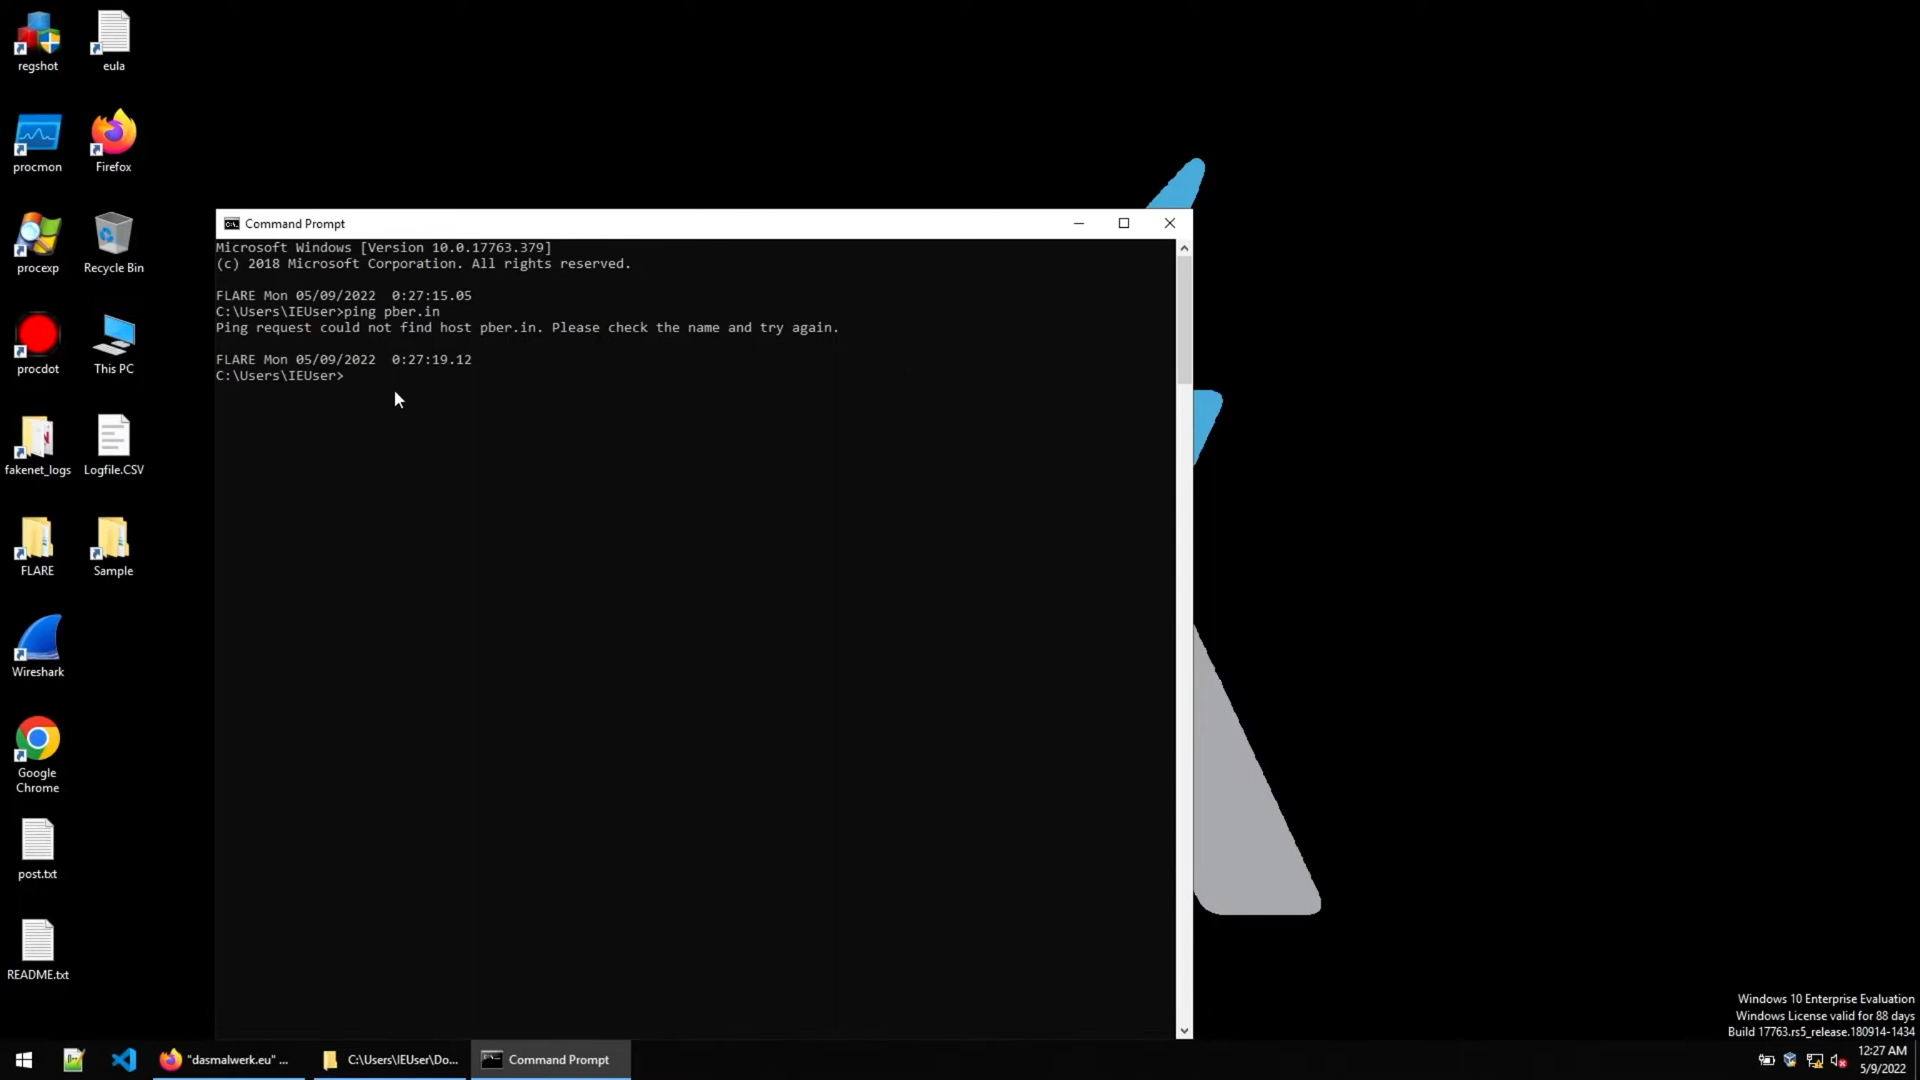 regshot
eula
procmon
Firefox
procexp
Recycle Bin
procdot
This PC
fakenet_logs
Logfile.CSV
FLARE
Sample
Wireshark
Google
Chrome
post.txt
README.txt
Command Prompt
Microsoft Windows [Version 10.0.17763.379]
(c) 2018 Microsoft Corporation. All rights reserved.
FLARE Mon 05/09/2022  0:27:15.05
C:\Users\IEUser>ping pber.in
Ping request could not find host pber.in. Please check the name and try again.
FLARE Mon 05/09/2022  0:27:19.12
C:\Users\IEUser>
Windows 10 Enterprise Evaluation
Windows License valid for 88 days
Build 17763.rs5_release.180914-1434
"dasmalwerk.eu" ...
C:\Users\IEUser\Do...
Command Prompt
12:27 AM
5/9/2022